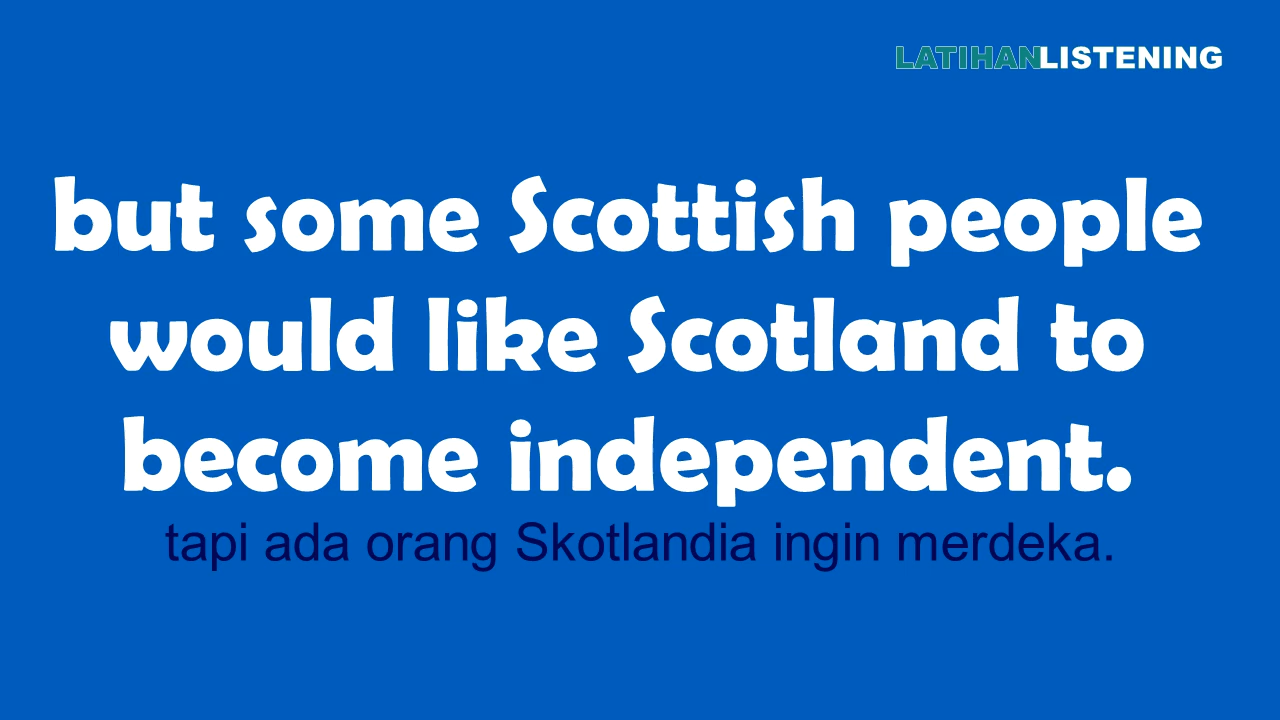 LATIHANLISTENING
but some Scottish people
would like Scotland to
become independent.
tapi ada orang Skotlandia ingin merdeka.